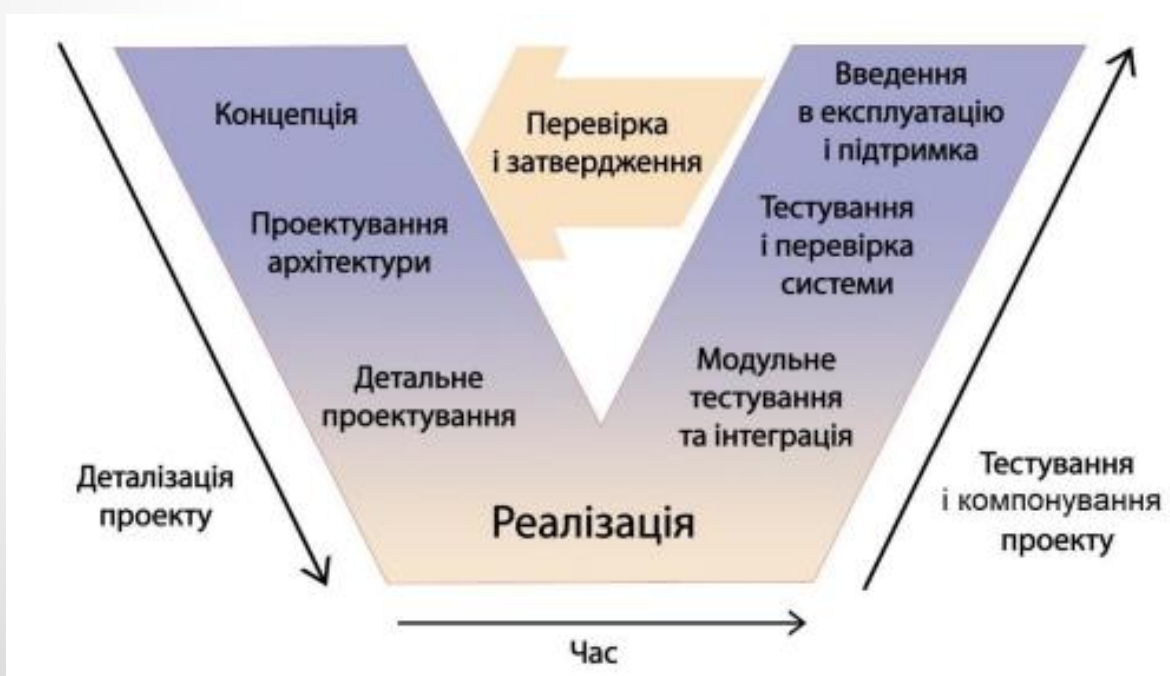 Концепція
Проектування
архітектури
Детальне
проектування
Реалізація
Перевірка
і затвердження
Введення
в експлуатацію
і підтримка
Тестування
і перевірка
системи
Модульне
тестування
та інтеграція
Деталізація
проекту
Тестування
і компонування
проекту
Час